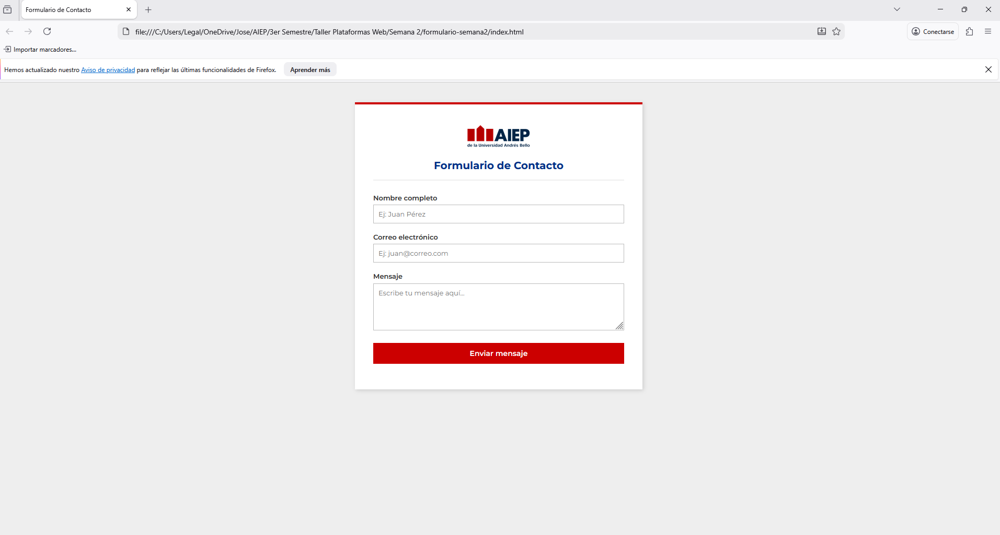 Formulario de Contacto
file:///C:/Users/Legal/OneDrive/Jose/AIEP/3er Semestre/Taller Plataformas Web/Semana 2/formulario-semana2/index.html
Conectarse
Importar marcadores...
Hemos actualizado nuestro Aviso de privacidad para reflejar las últimas funcionalidades de Firefox. Aprender más
AIEP
de la Universidad Andrés Bello
Formulario de Contacto
Nombre completo
Ej: Juan Pérez
Correo electrónico
Ej: juan@correo.com
Mensaje
Escribe tu mensaje aquí...
Enviar mensaje